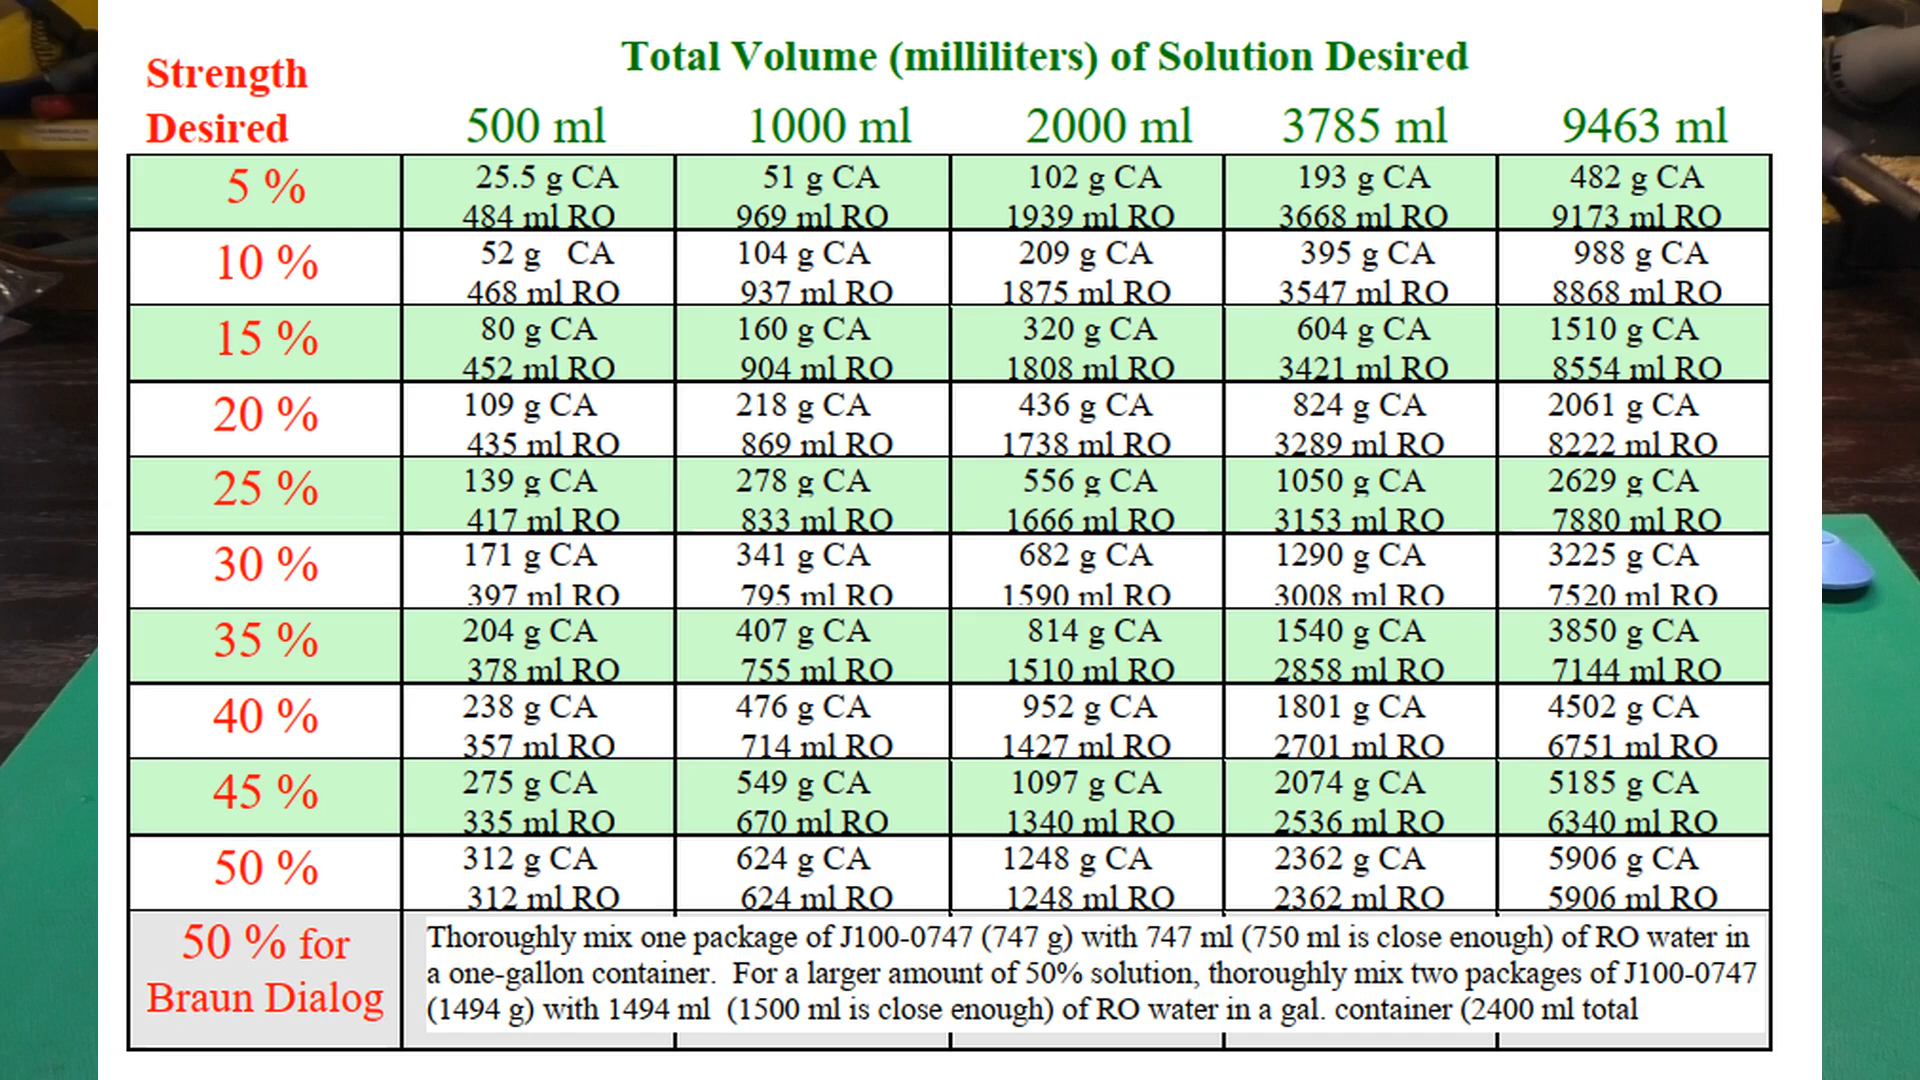 Total Volume (milliliters) of Solution Desired
Strength
Desired
500 ml 1000 ml 2000 ml 3785 ml 9463 ml
5 % 25.5 g CA 51 g CA 102 g CA 193 g CA 482 g CA
484 ml RO 969 ml RO 1939 ml RO 3668 ml RO 9173 ml RO
10 % 52 g CA 104 g CA 209 g CA 395 g CA 988 g CA
468 ml RO 937 ml RO 1875 ml RO 3547 ml RO 8868 ml RO
15 % 80 g CA 160 g CA 320 g CA 604 g CA 1510 g CA
452 ml RO 904 ml RO 1808 ml RO 3421 ml RO 8554 ml RO
20 % 109 g CA 218 g CA 436 g CA 824 g CA 2061 g CA
435 ml RO 869 ml RO 1738 ml RO 3289 ml RO 8222 ml RO
25 % 139 g CA 278 g CA 556 g CA 1050 g CA 2629 g CA
417 ml RO 833 ml RO 1666 ml RO 3153 ml RO 7880 ml RO
30 % 171 g CA 341 g CA 682 g CA 1290 g CA 3225 g CA
397 ml RO 795 ml RO 1590 ml RO 3008 ml RO 7520 ml RO
35 % 204 g CA 407 g CA 814 g CA 1540 g CA 3850 g CA
378 ml RO 755 ml RO 1510 ml RO 2858 ml RO 7144 ml RO
40 % 238 g CA 476 g CA 952 g CA 1801 g CA 4502 g CA
357 ml RO 714 ml RO 1427 ml RO 2701 ml RO 6751 ml RO
45 % 275 g CA 549 g CA 1097 g CA 2074 g CA 5185 g CA
335 ml RO 670 ml RO 1340 ml RO 2536 ml RO 6340 ml RO
50 % 312 g CA 624 g CA 1248 g CA 2362 g CA 5906 g CA
312 ml RO 624 ml RO 1248 ml RO 2362 ml RO 5906 ml RO
50 % for
Braun Dialog
Thoroughly mix one package of J100-0747 (747 g) with 747 ml (750 ml is close enough) of RO water in
a one-gallon container. For a larger amount of 50% solution, thoroughly mix two packages of J100-0747
(1494 g) with 1494 ml (1500 ml is close enough) of RO water in a gal. container (2400 ml total